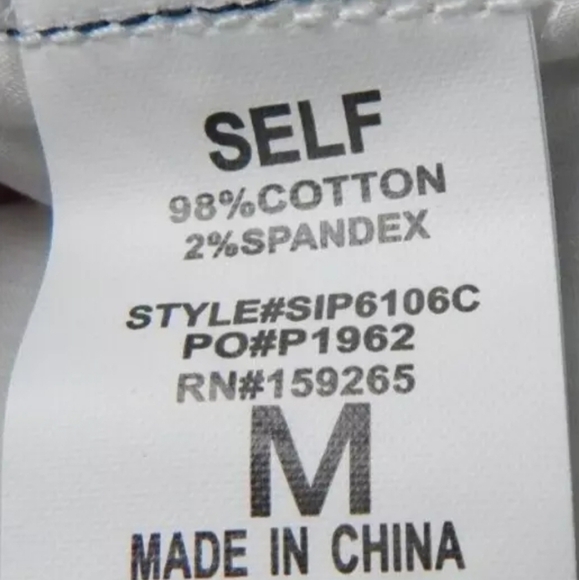 SELF
98%COTTON
2%SPANDEX
STYLE#SIP6106C
PO#P1962
RN#159265
M
MADE IN CHINA